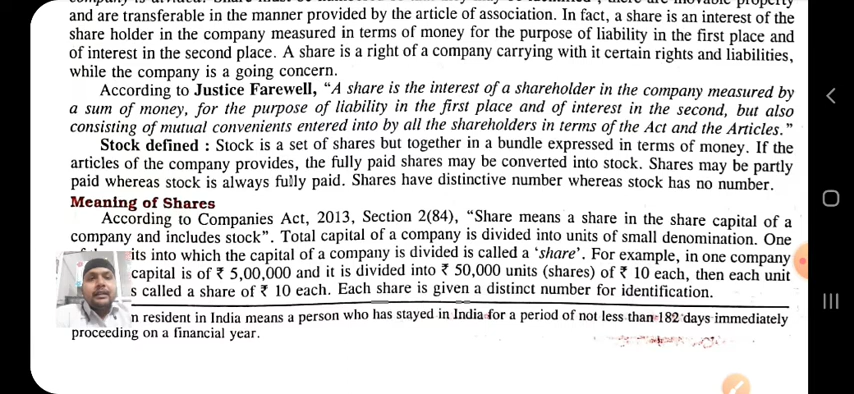 and are transferable in the manner provided by the article of association. In fact, a share is an interest of the
share holder in the company measured in terms of money for the purpose of liability in the first place and
of interest in the second place. A share is a right of a company carrying with it certain rights and liabilities,
while the company is a going concern.
According to Justice Farewell, “A share is the interest of a shareholder in the company measured by
a sum of money, for the purpose of liability in the first place and of interest in the second, but also
consisting of mutual convenients entered into by all the shareholders in terms of the Act and the Articles.”
Stock defined : Stock is a set of shares but together in a bundle expressed in terms of money. If the
articles of the company provides, the fully paid shares may be converted into stock. Shares may be partly
paid whereas stock is always fully paid. Shares have distinctive number whereas stock has no number.
Meaning of Shares
According to Companies Act, 2013, Section 2(84), “Share means a share in the share capital of a
company and includes stock”. Total capital of a company is divided into units of small denomination. One
its into which the capital of a company is divided is called a ‘share’. For example, in one company
capital is of ₹ 5,00,000 and it is divided into ₹ 50,000 units (shares) of ₹ 10 each, then each unit
s called a share of ₹ 10 each. Each share is given a distinct number for identification.
n resident in India means a person who has stayed in India for a period of not less than 182 days immediately
proceeding on a financial year.